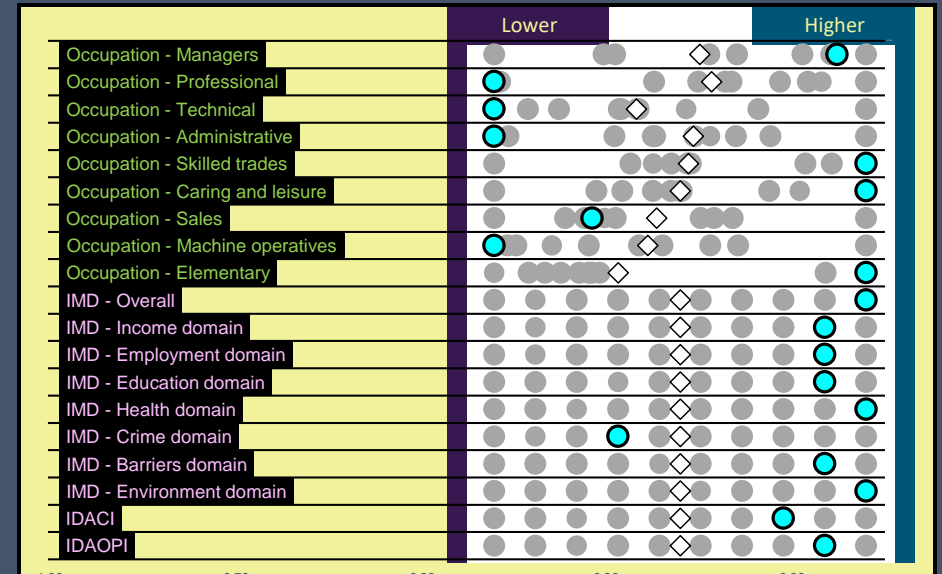 Lower Higher
Occupation - Managers
Occupation - Professional
Occupation - Technical
Occupation - Administrative
Occupation - Skilled trades
Occupation - Caring and leisure
Occupation - Sales
Occupation - Machine operatives
Occupation - Elementary
IMD - Overall
IMD - Income domain
IMD - Employment domain
IMD - Education domain
IMD - Health domain
IMD - Crime domain
IMD - Barriers domain
IMD - Environment domain
IDACI
IDAOPI